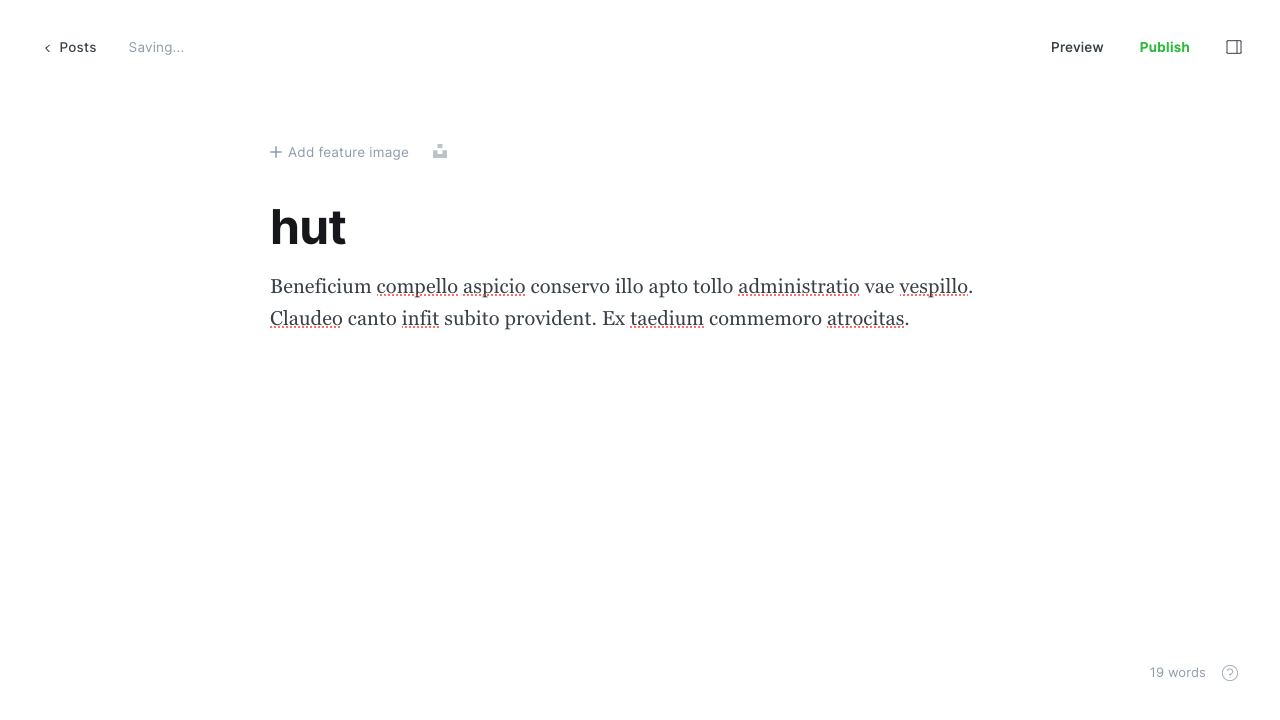 Posts
Saving...
Preview
Publish
Add feature image
hut
Beneficium compello aspicio conservo illo apto tollo administratio vae vespillo.
Claudeo canto infit subito provident. Ex taedium commemoro atrocitas.
19 words